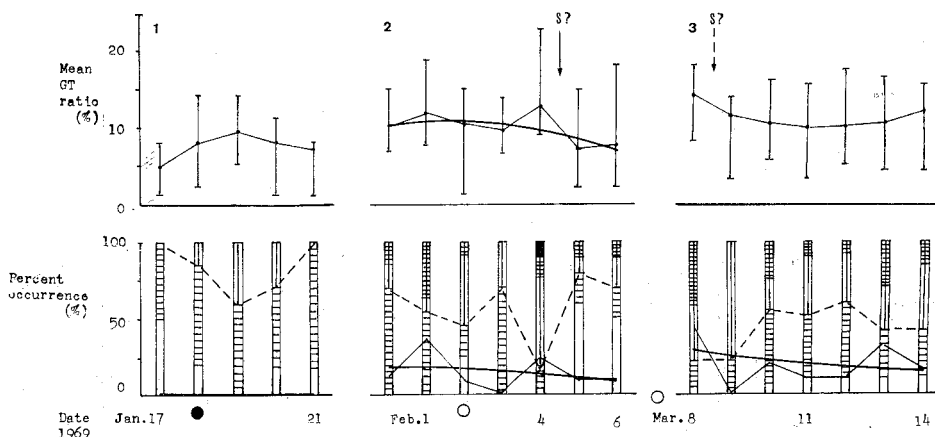 1
2
3
S?
S?
Mean
GT
ratio
(%)
20
10
0
Percent
occurrence
(%)
100
50
0
Date
1969
Jan.17
21
Feb.1
4
6
Mar.8
11
14